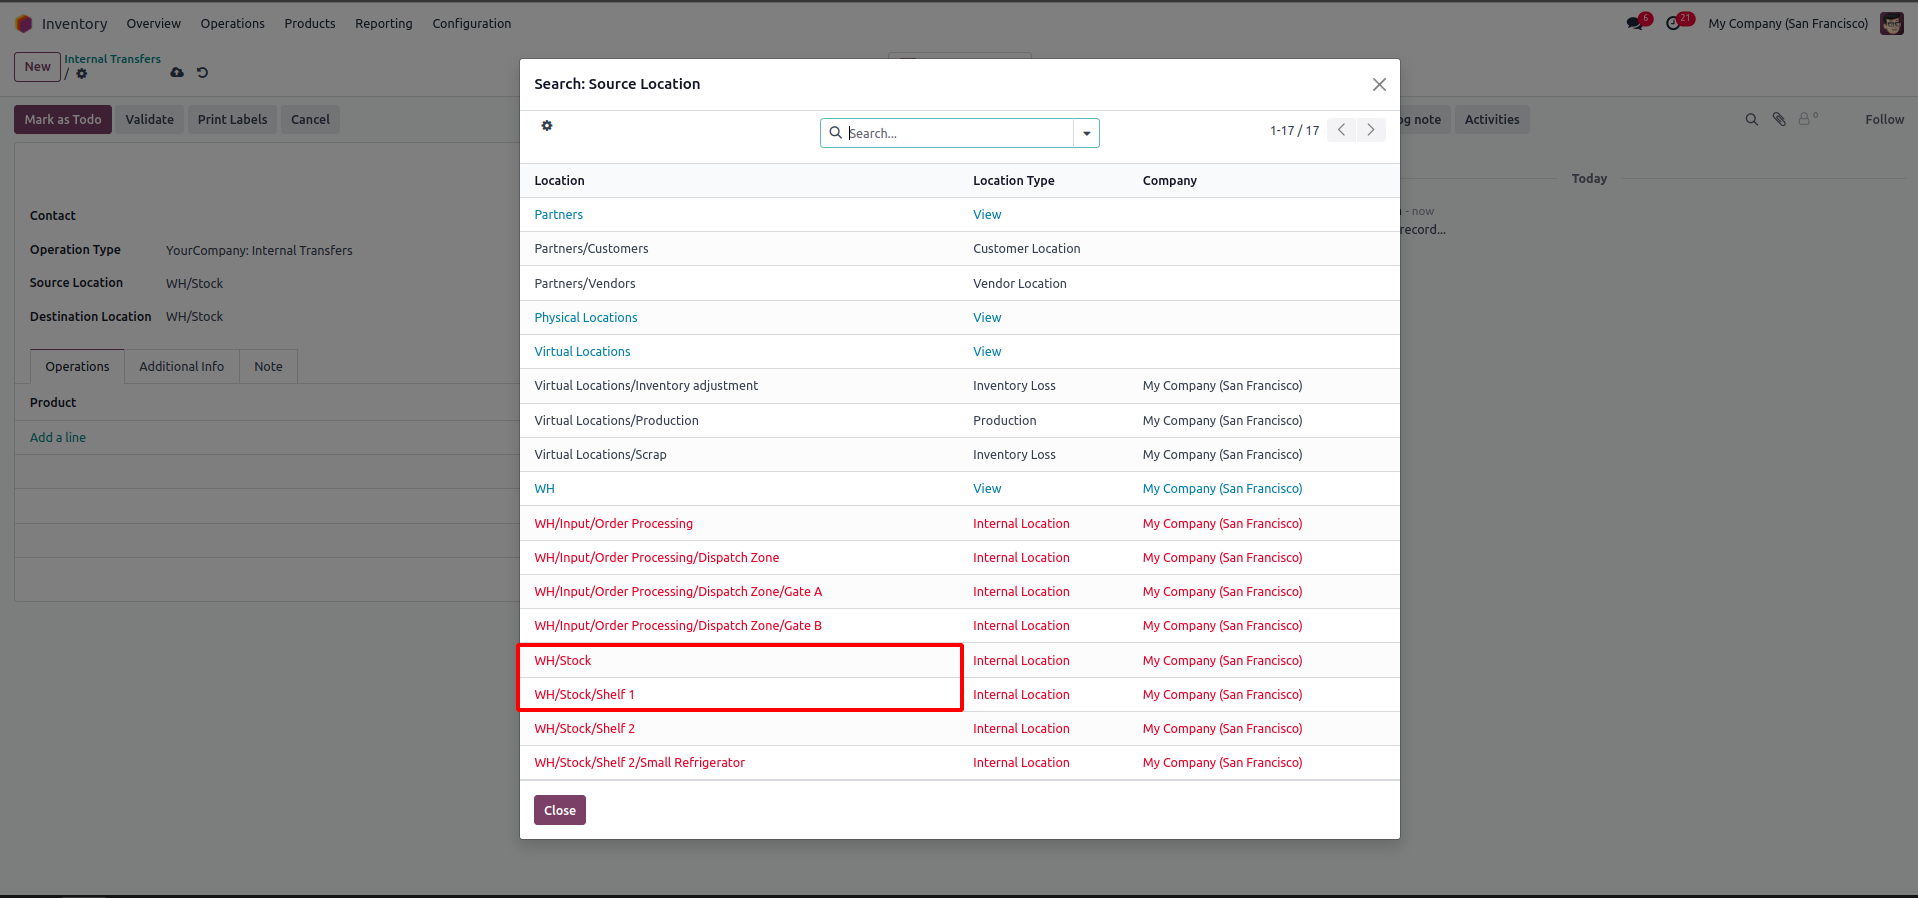 Inventory Overview Operations Products Reporting Configuration 6 21 My Company (San Francisco)
New Internal Transfers
/
Mark as Todo Validate Print Labels Cancel
Contact
Operation Type YourCompany: Internal Transfers
Source Location WH/Stock
Destination Location WH/Stock
Operations Additional Info Note
Product
Add a line
Search: Source Location
Search... 1-17 / 17
Location Location Type Company
Partners View
Partners/Customers Customer Location
Partners/Vendors Vendor Location
Physical Locations View
Virtual Locations View
Virtual Locations/Inventory adjustment Inventory Loss My Company (San Francisco)
Virtual Locations/Production Production My Company (San Francisco)
Virtual Locations/Scrap Inventory Loss My Company (San Francisco)
WH View My Company (San Francisco)
WH/Input/Order Processing Internal Location My Company (San Francisco)
WH/Input/Order Processing/Dispatch Zone Internal Location My Company (San Francisco)
WH/Input/Order Processing/Dispatch Zone/Gate A Internal Location My Company (San Francisco)
WH/Input/Order Processing/Dispatch Zone/Gate B Internal Location My Company (San Francisco)
WH/Stock Internal Location My Company (San Francisco)
WH/Stock/Shelf 1 Internal Location My Company (San Francisco)
WH/Stock/Shelf 2 Internal Location My Company (San Francisco)
WH/Stock/Shelf 2/Small Refrigerator Internal Location My Company (San Francisco)
Close
note Activities 0 Follow
Today
- now
record...